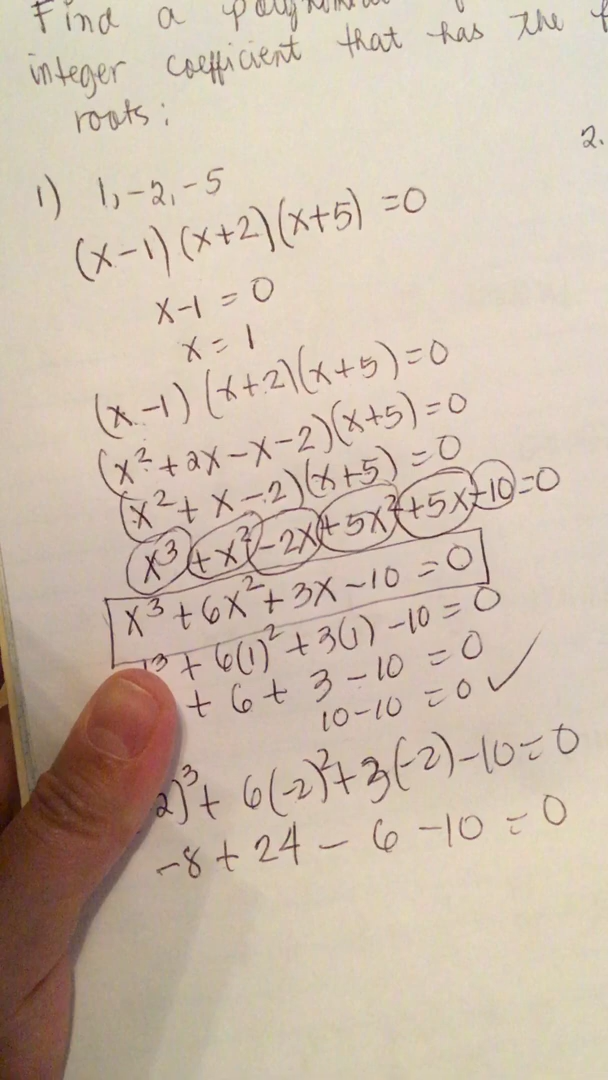 Find a
integer coefficient that has the
roots:
2.
1) 1, -2, -5
(x-1)(x+2)(x+5) = 0
x-1 = 0
x = 1
(x-1)(x+2)(x+5) = 0
(x² + 2x - x - 2)(x+5) = 0
(x² + x - 2)(x+5) = 0
x³ + x² - 2x + 5x² + 5x - 10 = 0
x³ + 6x² + 3x - 10 = 0
+ 6(1)² + 3(1) - 10 = 0
+ 6 + 3 - 10 = 0
10-10 = 0 ✓
2)³ + 6(-2)² + 3(-2) - 10 = 0
-8 + 24 - 6 - 10 = 0